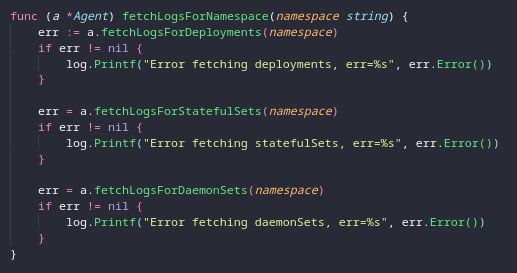 func (a *Agent) fetchLogsForNamespace(namespace string) {
    err := a.fetchLogsForDeployments(namespace)
    if err != nil {
        log.Printf("Error fetching deployments, err=%s", err.Error())
    }

    err = a.fetchLogsForStatefulSets(namespace)
    if err != nil {
        log.Printf("Error fetching statefulSets, err=%s", err.Error())
    }

    err = a.fetchLogsForDaemonSets(namespace)
    if err != nil {
        log.Printf("Error fetching daemonSets, err=%s", err.Error())
    }
}